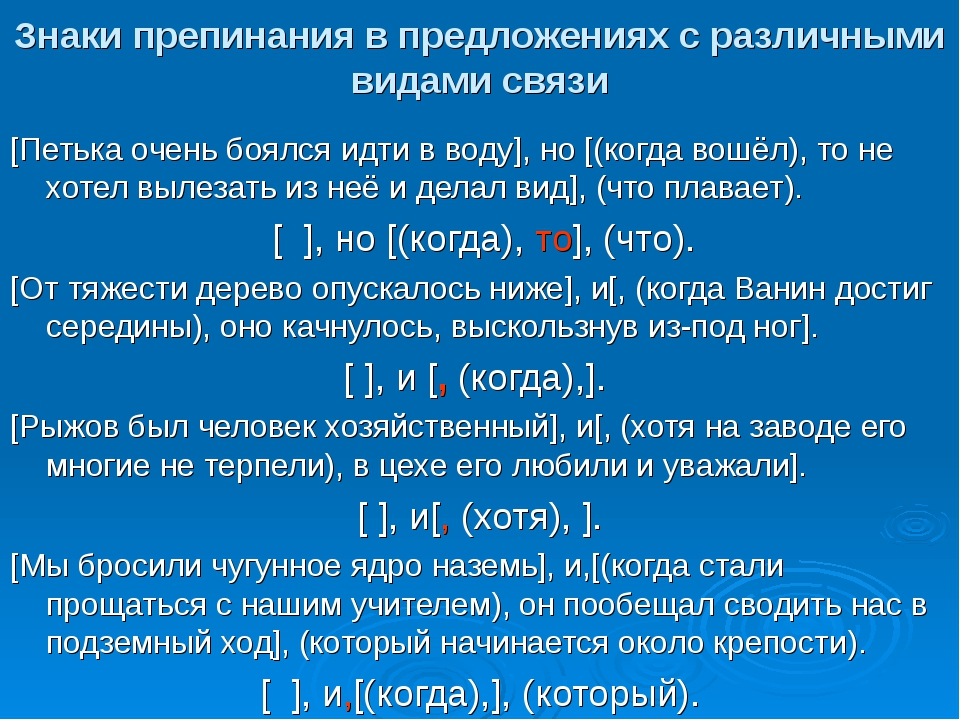 Знаки препинания в предложениях с различными
видами связи
[Петька очень боялся идти в воду], но [(когда вошёл), то не
хотел вылезать из неё и делал вид], (что плавает).
[  ], но [(когда), то], (что).
[От тяжести дерево опускалось ниже], и[, (когда Ванин достиг
середины), оно качнулось, выскользнув из-под ног].
[ ], и [, (когда),].
[Рыжов был человек хозяйственный], и[, (хотя на заводе его
многие не терпели), в цехе его любили и уважали].
[ ], и[, (хотя), ].
[Мы бросили чугунное ядро наземь], и,[(когда стали
прощаться с нашим учителем), он пообещал сводить нас в
подземный ход], (который начинается около крепости).
[  ], и,[(когда),], (который).